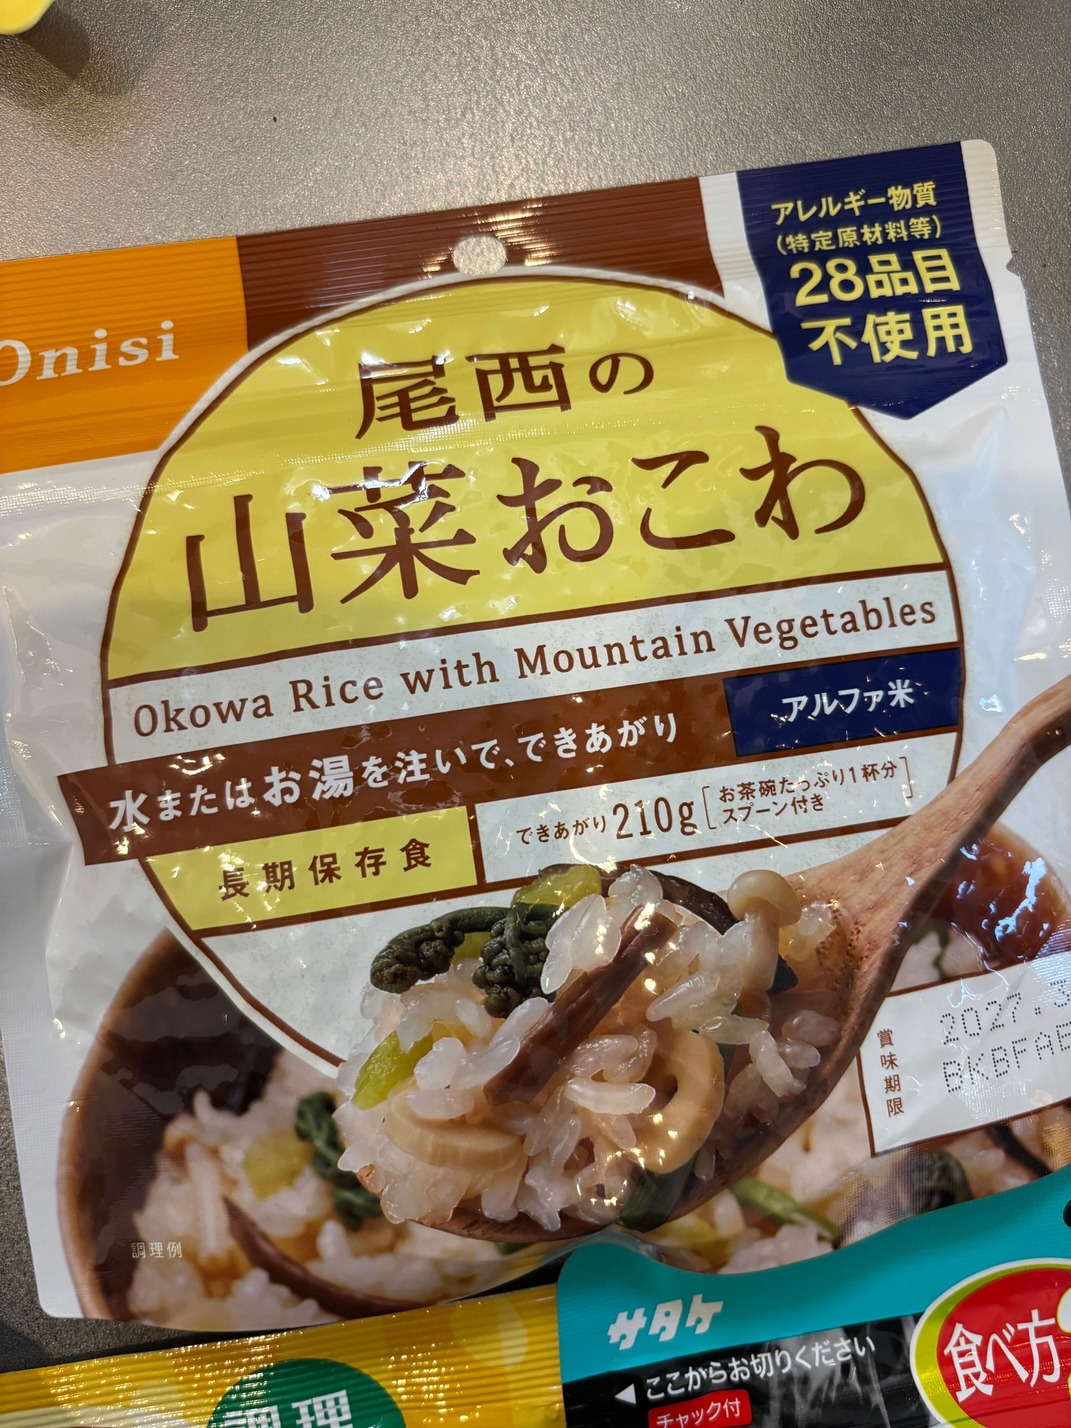 Onisi
アレルギー物質
(特定原材料等)
28品目
不使用
尾西の
山菜おこわ
Okowa Rice with Mountain Vegetables
水またはお湯を注いで、できあがり
アルファ米
長期保存食
できあがり210g
お茶碗たっぷり1杯分
スプーン付き
賞味期限
2027.3
BKBFAE
調理例
サタケ
ここからお切りください
チャック付
食べ方
調理